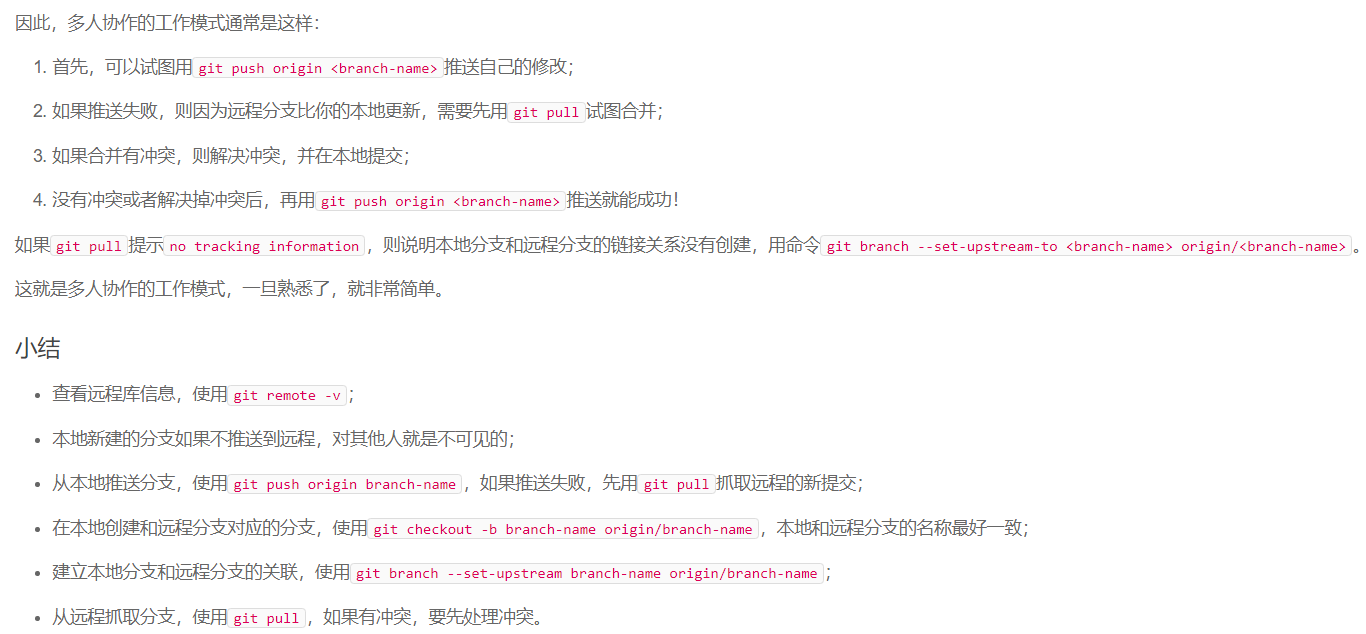 因此，多人协作的工作模式通常是这样：
1. 首先，可以试图用git push origin <branch-name>推送自己的修改；
2. 如果推送失败，则因为远程分支比你的本地更新，需要先用git pull试图合并；
3. 如果合并有冲突，则解决冲突，并在本地提交；
4. 没有冲突或者解决掉冲突后，再用git push origin <branch-name>推送就能成功！
如果git pull提示no tracking information，则说明本地分支和远程分支的链接关系没有创建，用命令git branch --set-upstream-to <branch-name> origin/<branch-name>。
这就是多人协作的工作模式，一旦熟悉了，就非常简单。
小结
• 查看远程库信息，使用git remote -v；
• 本地新建的分支如果不推送到远程，对其他人就是不可见的；
• 从本地推送分支，使用git push origin branch-name，如果推送失败，先用git pull抓取远程的新提交；
• 在本地创建和远程分支对应的分支，使用git checkout -b branch-name origin/branch-name，本地和远程分支的名称最好一致；
• 建立本地分支和远程分支的关联，使用git branch --set-upstream branch-name origin/branch-name；
• 从远程抓取分支，使用git pull，如果有冲突，要先处理冲突。